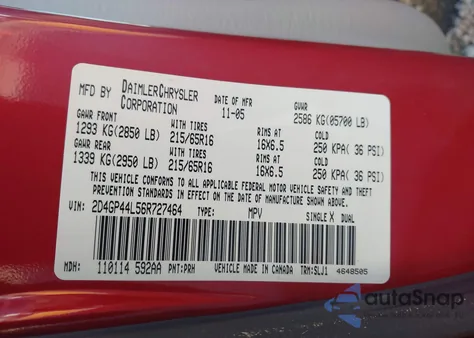 MFD BY DAIMLERCHRYSLER CORPORATION DATE OF MFR 11-05 GVWR 2586 KG(05700 LB)
GAWR FRONT WITH TIRES RIMS AT COLD
1293 KG(2850 LB) 215/65R16 16X6.5 250 KPA( 36 PSI)
GAWR REAR WITH TIRES RIMS AT COLD
1339 KG(2950 LB) 215/65R16 16X6.5 250 KPA( 36 PSI)
THIS VEHICLE CONFORMS TO ALL APPLICABLE FEDERAL MOTOR VEHICLE SAFETY AND THEFT
PREVENTION STANDARDS IN EFFECT ON THE DATE OF MANUFACTURE SHOWN ABOVE.
VIN: 2D4GP44L56R727464 TYPE: MPV SINGLE X DUAL
MDH: 110114 592AA PNT:PRH VEHICLE MADE IN CANADA TRM:SLJ1 4648505
autoSnap